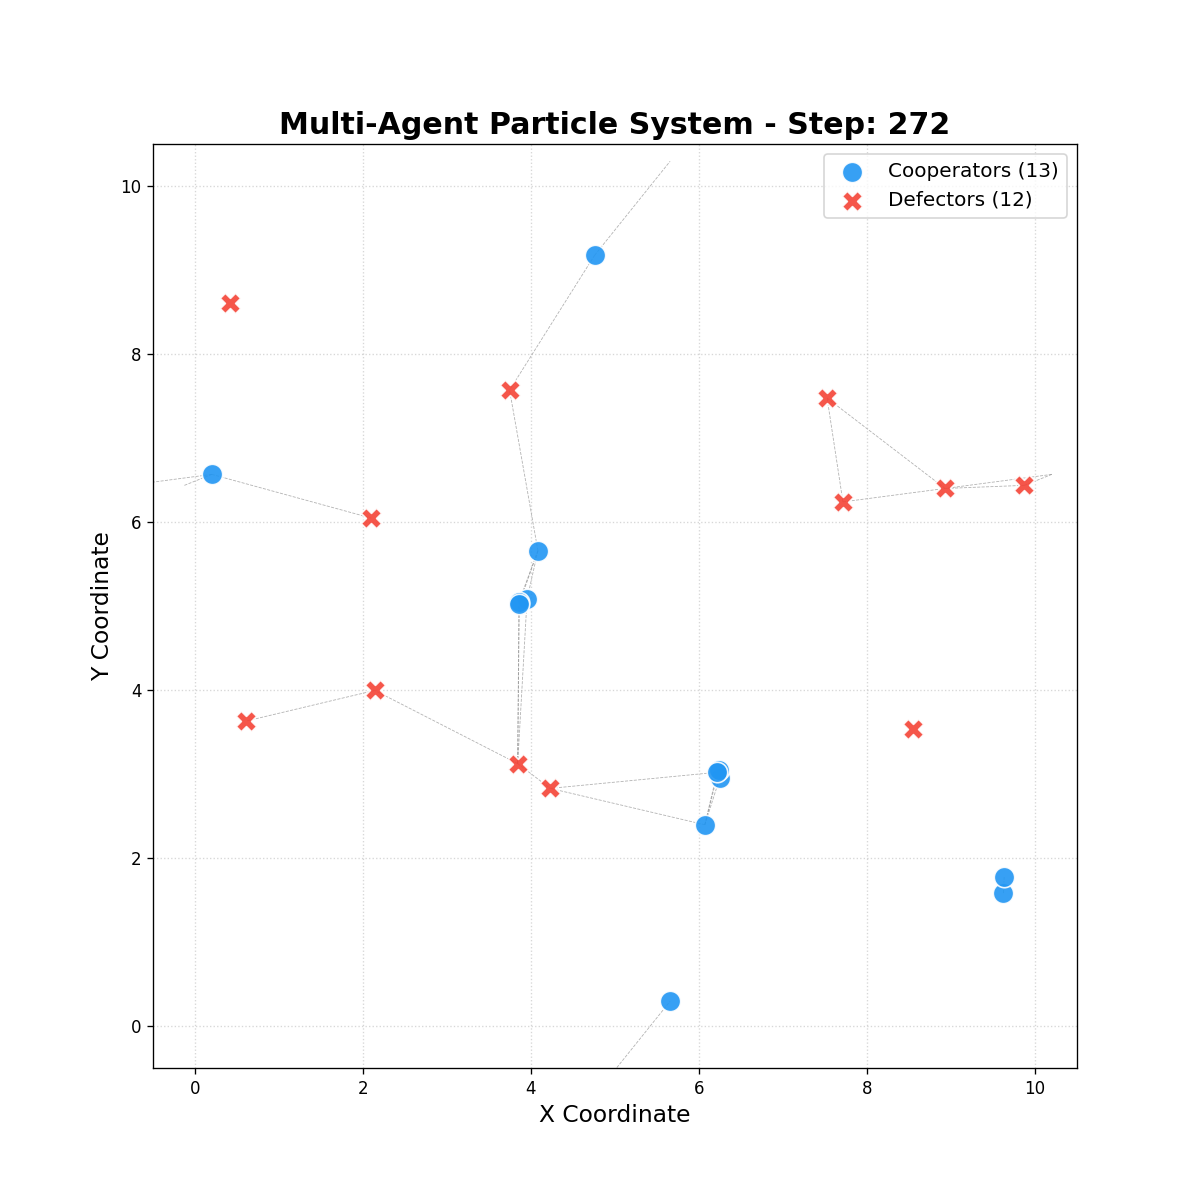 Multi-Agent Particle System - Step: 272
Cooperators (13)
Defectors (12)
10
8
6
4
2
0
Y Coordinate
0 2 4 6 8 10
X Coordinate